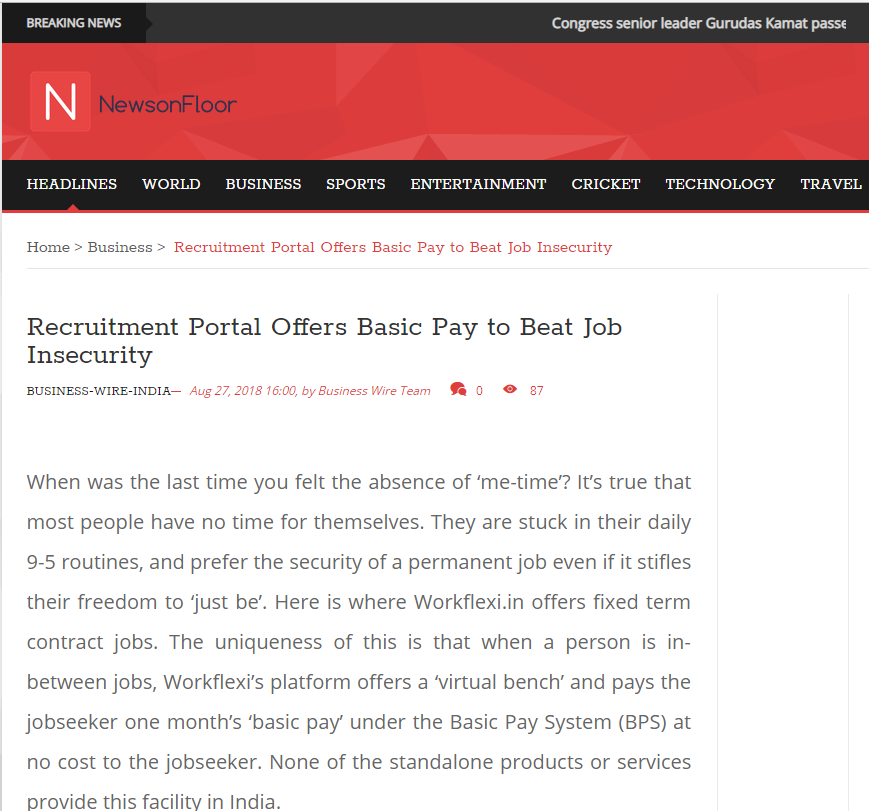 BREAKING NEWS
Congress senior leader Gurudas Kamat passe
N NewsonFloor
HEADLINES WORLD BUSINESS SPORTS ENTERTAINMENT CRICKET TECHNOLOGY TRAVEL
Home > Business > Recruitment Portal Offers Basic Pay to Beat Job Insecurity
Recruitment Portal Offers Basic Pay to Beat Job
Insecurity
BUSINESS-WIRE-INDIA— Aug 27, 2018 16:00, by Business Wire Team 0 87
When was the last time you felt the absence of ‘me-time’? It’s true that
most people have no time for themselves. They are stuck in their daily
9-5 routines, and prefer the security of a permanent job even if it stifles
their freedom to ‘just be’. Here is where Workflexi.in offers fixed term
contract jobs. The uniqueness of this is that when a person is in-
between jobs, Workflexi’s platform offers a ‘virtual bench’ and pays the
jobseeker one month’s ‘basic pay’ under the Basic Pay System (BPS) at
no cost to the jobseeker. None of the standalone products or services
provide this facility in India.